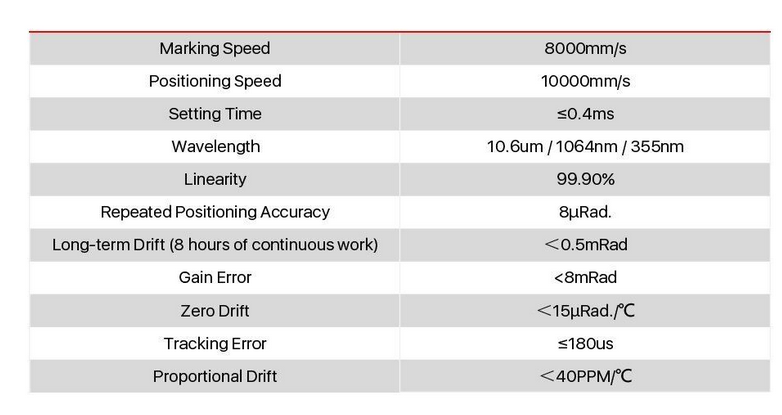 Marking Speed 8000mm/s
Positioning Speed 10000mm/s
Setting Time ≤0.4ms
Wavelength 10.6um / 1064nm / 355nm
Linearity 99.90%
Repeated Positioning Accuracy 8μRad.
Long-term Drift (8 hours of continuous work) ＜0.5mRad
Gain Error <8mRad
Zero Drift ＜15μRad./℃
Tracking Error ≤180us
Proportional Drift ＜40PPM/℃